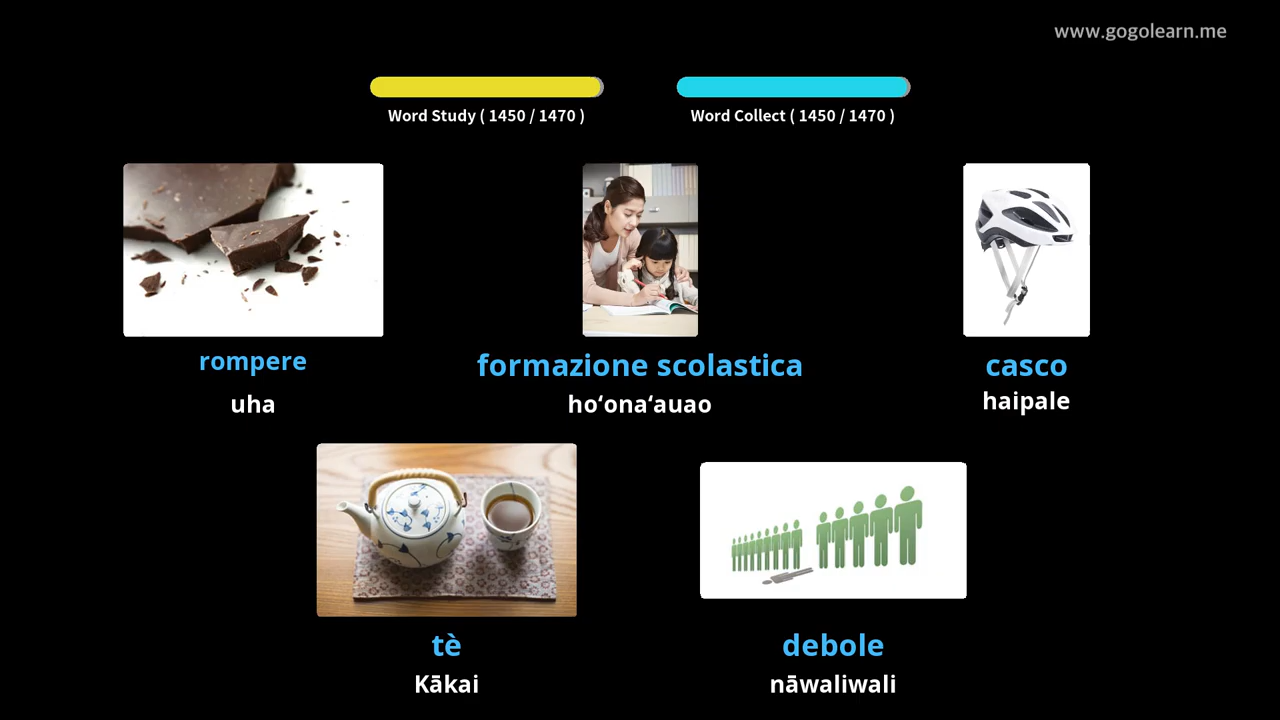 www.gogolearn.me
Word Study ( 1450 / 1470 )
Word Collect ( 1450 / 1470 )
rompere
formazione scolastica
casco
uha
hoʻonaʻauao
haipale
tè
debole
Kākai
nāwaliwali